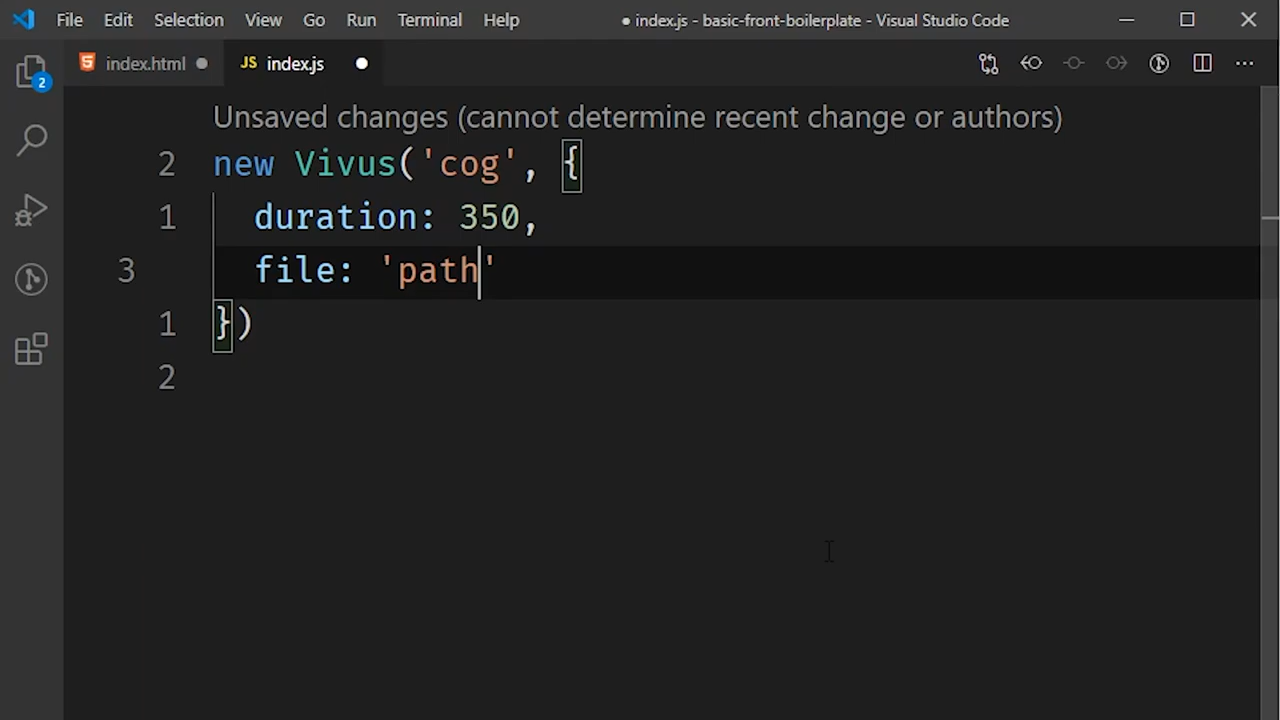 File Edit Selection View Go Run Terminal Help ● index.js - basic-front-boilerplate - Visual Studio Code
index.html ● JS index.js ●
2
Unsaved changes (cannot determine recent change or authors)
2 new Vivus('cog', {
1 duration: 350,
3 file: 'path'
1 })
2